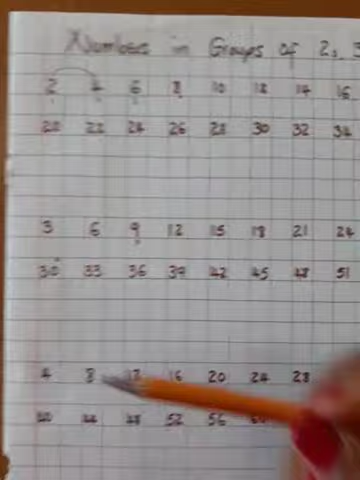 Numbers in Groups of 2, 3
2 4 6 8 10 12 14 16
20 22 24 26 28 30 32 34
3 6 9 12 15 18 21 24
30 33 36 39 42 45 48 51
4 8 12 16 20 24 28
40 44 48 52 56